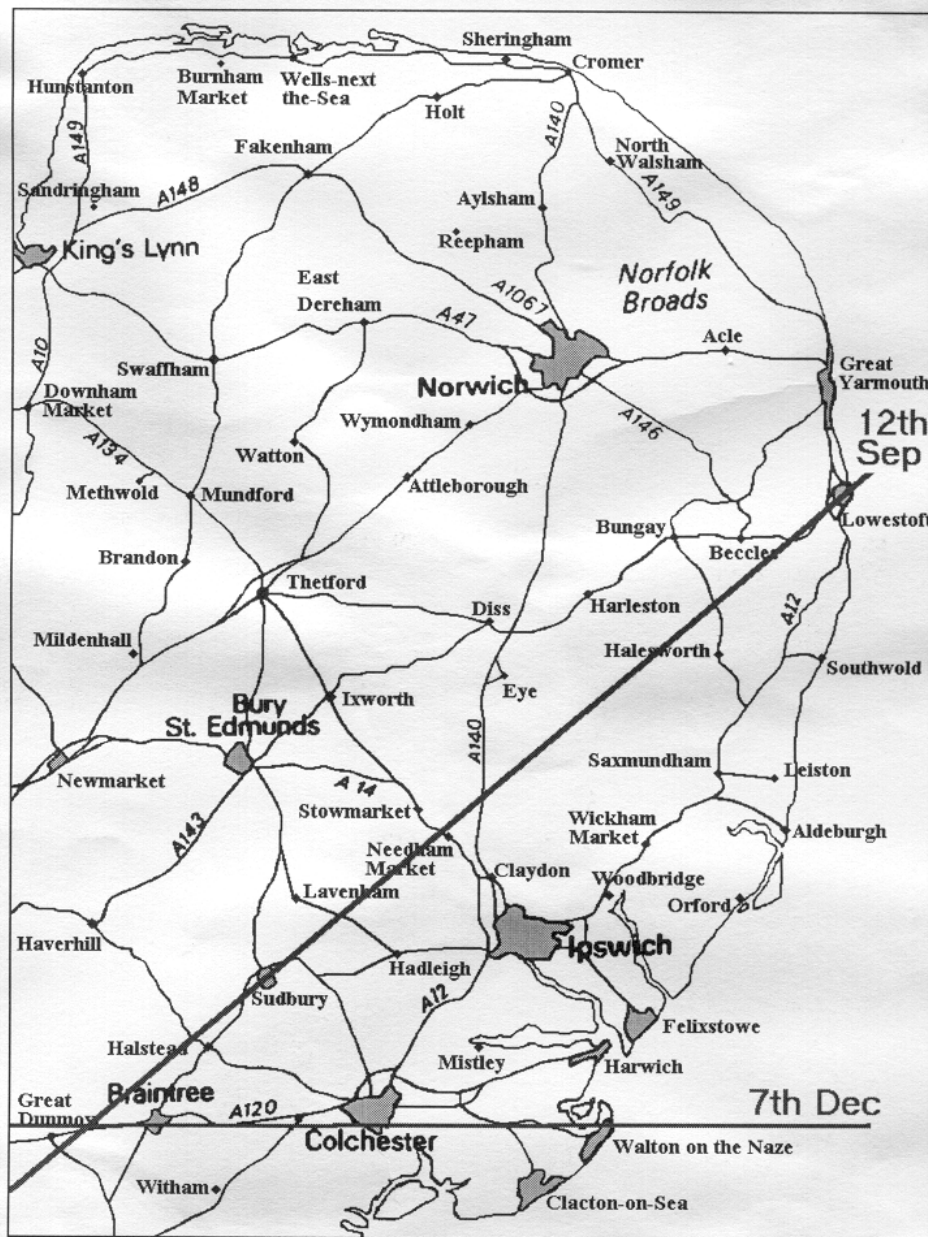 Sheringham
Cromer
Hunstanton
Burnham
Market
Wells-next
the-Sea
Holt
A149
A140
North
Walsham
Fakenham
Sandringham
A148
Aylsham
A149
Reepham
King's Lynn
Norfolk
Broads
East
Dereham
A1067
A47
Acle
A10
Swaffham
Great
Yarmouth
Downham
Market
Norwich
12th
Sep
Wymondham
A146
A134
Watton
Methwold
Mundford
Attleborough
Lowestoft
Bungay
Beccles
Brandon
Thetford
Harleston
Diss
A12
Mildenhall
Halesworth
Southwold
Eye
Ixworth
Bury
St. Edmunds
A140
Newmarket
Saxmundham
Leiston
A 14
Stowmarket
Wickham
Market
Aldeburgh
A143
Needham
Market
Claydon
Woodbridge
Lavenham
Orford
Haverhill
Ipswich
Hadleigh
Sudbury
A12
Felixstowe
Halstead
Mistley
Harwich
Great
Dunmow
Braintree
A120
7th Dec
Colchester
Walton on the Naze
Witham
Clacton-on-Sea